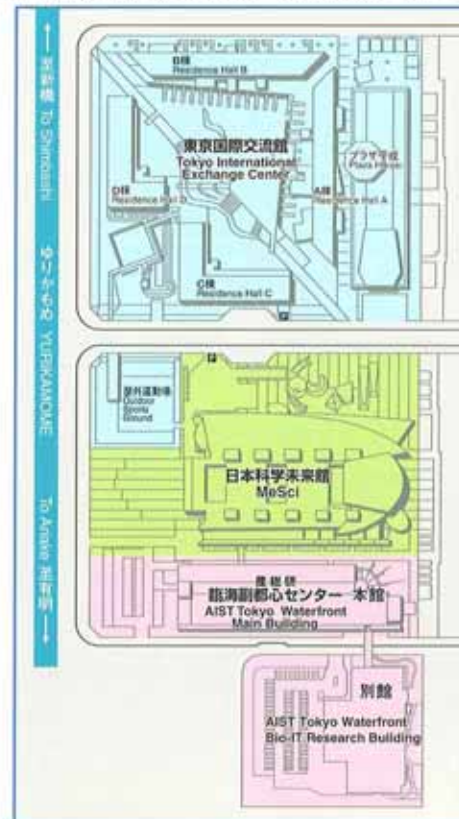 至新橋 To Shimbashi
ゆりかもめ YURIKAMOME
To Ariake 至有明
B棟
Residence Hall B
東京国際交流館
Tokyo International
Exchange Center
プラザ平成
Plaza Heisei
D棟
Residence Hall D
A棟
Residence Hall A
C棟
Residence Hall C
P
P
屋外運動場
Outdoor
Sports
Ground
日本科学未来館
MeSci
産総研
臨海副都心センター 本館
AIST Tokyo Waterfront
Main Building
別館
AIST Tokyo Waterfront
Bio-IT Research Building